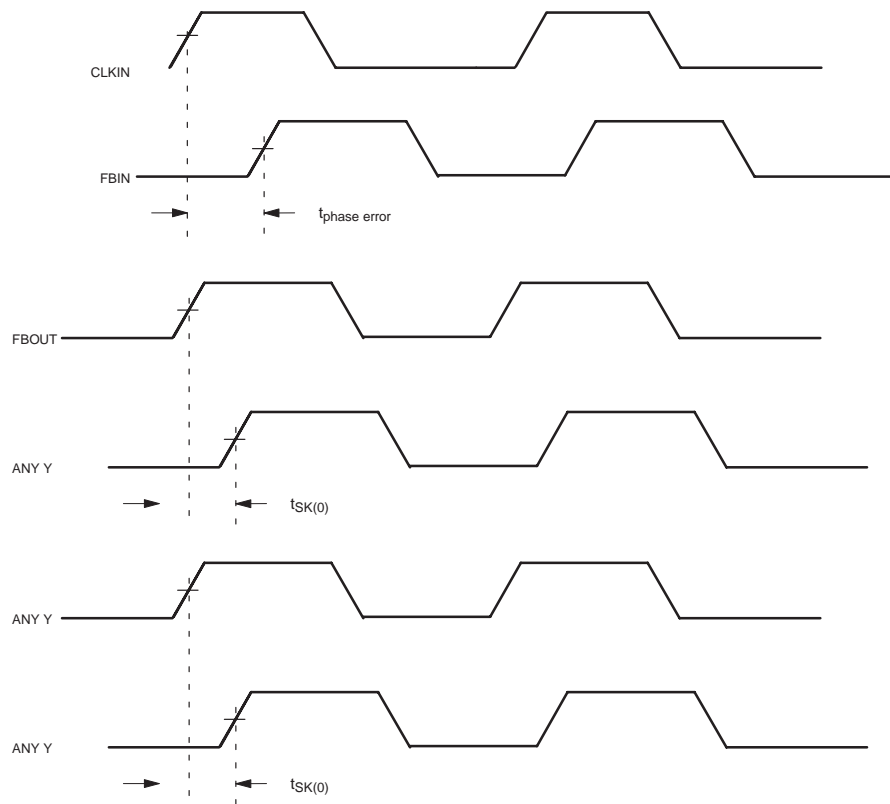 CLKIN
FBIN
tphase error
FBOUT
ANY Y
tSK(0)
ANY Y
ANY Y
tSK(0)